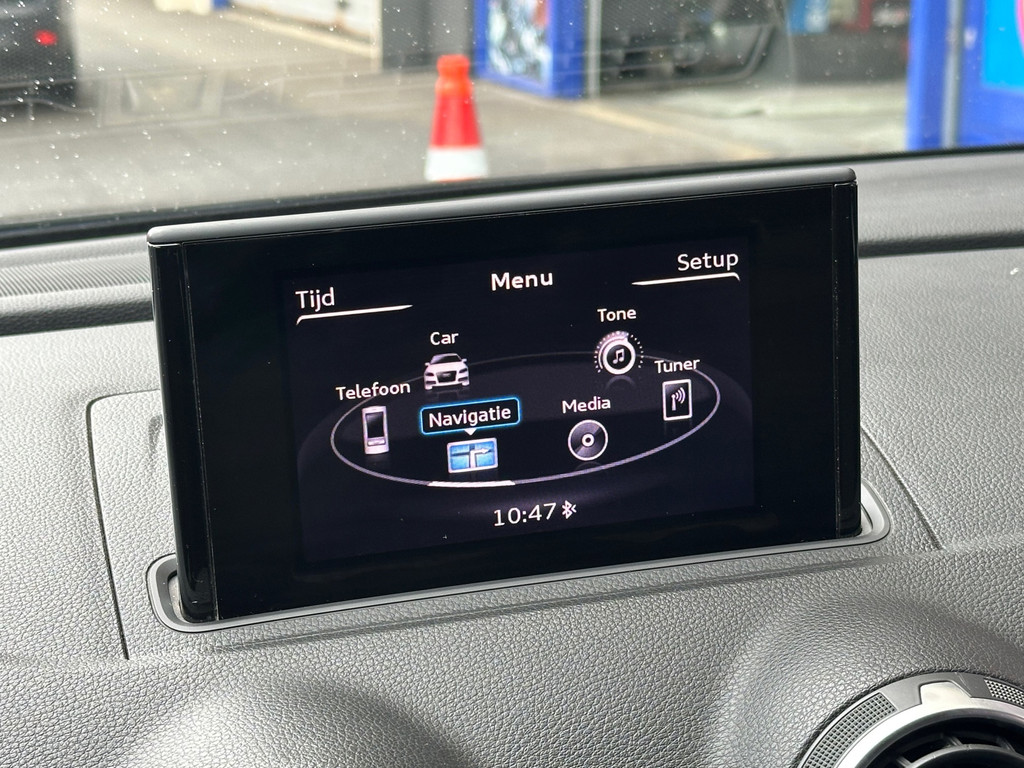 Tijd
Menu
Setup
Car
Tone
Telefoon
Navigatie
Media
Tuner
10:47